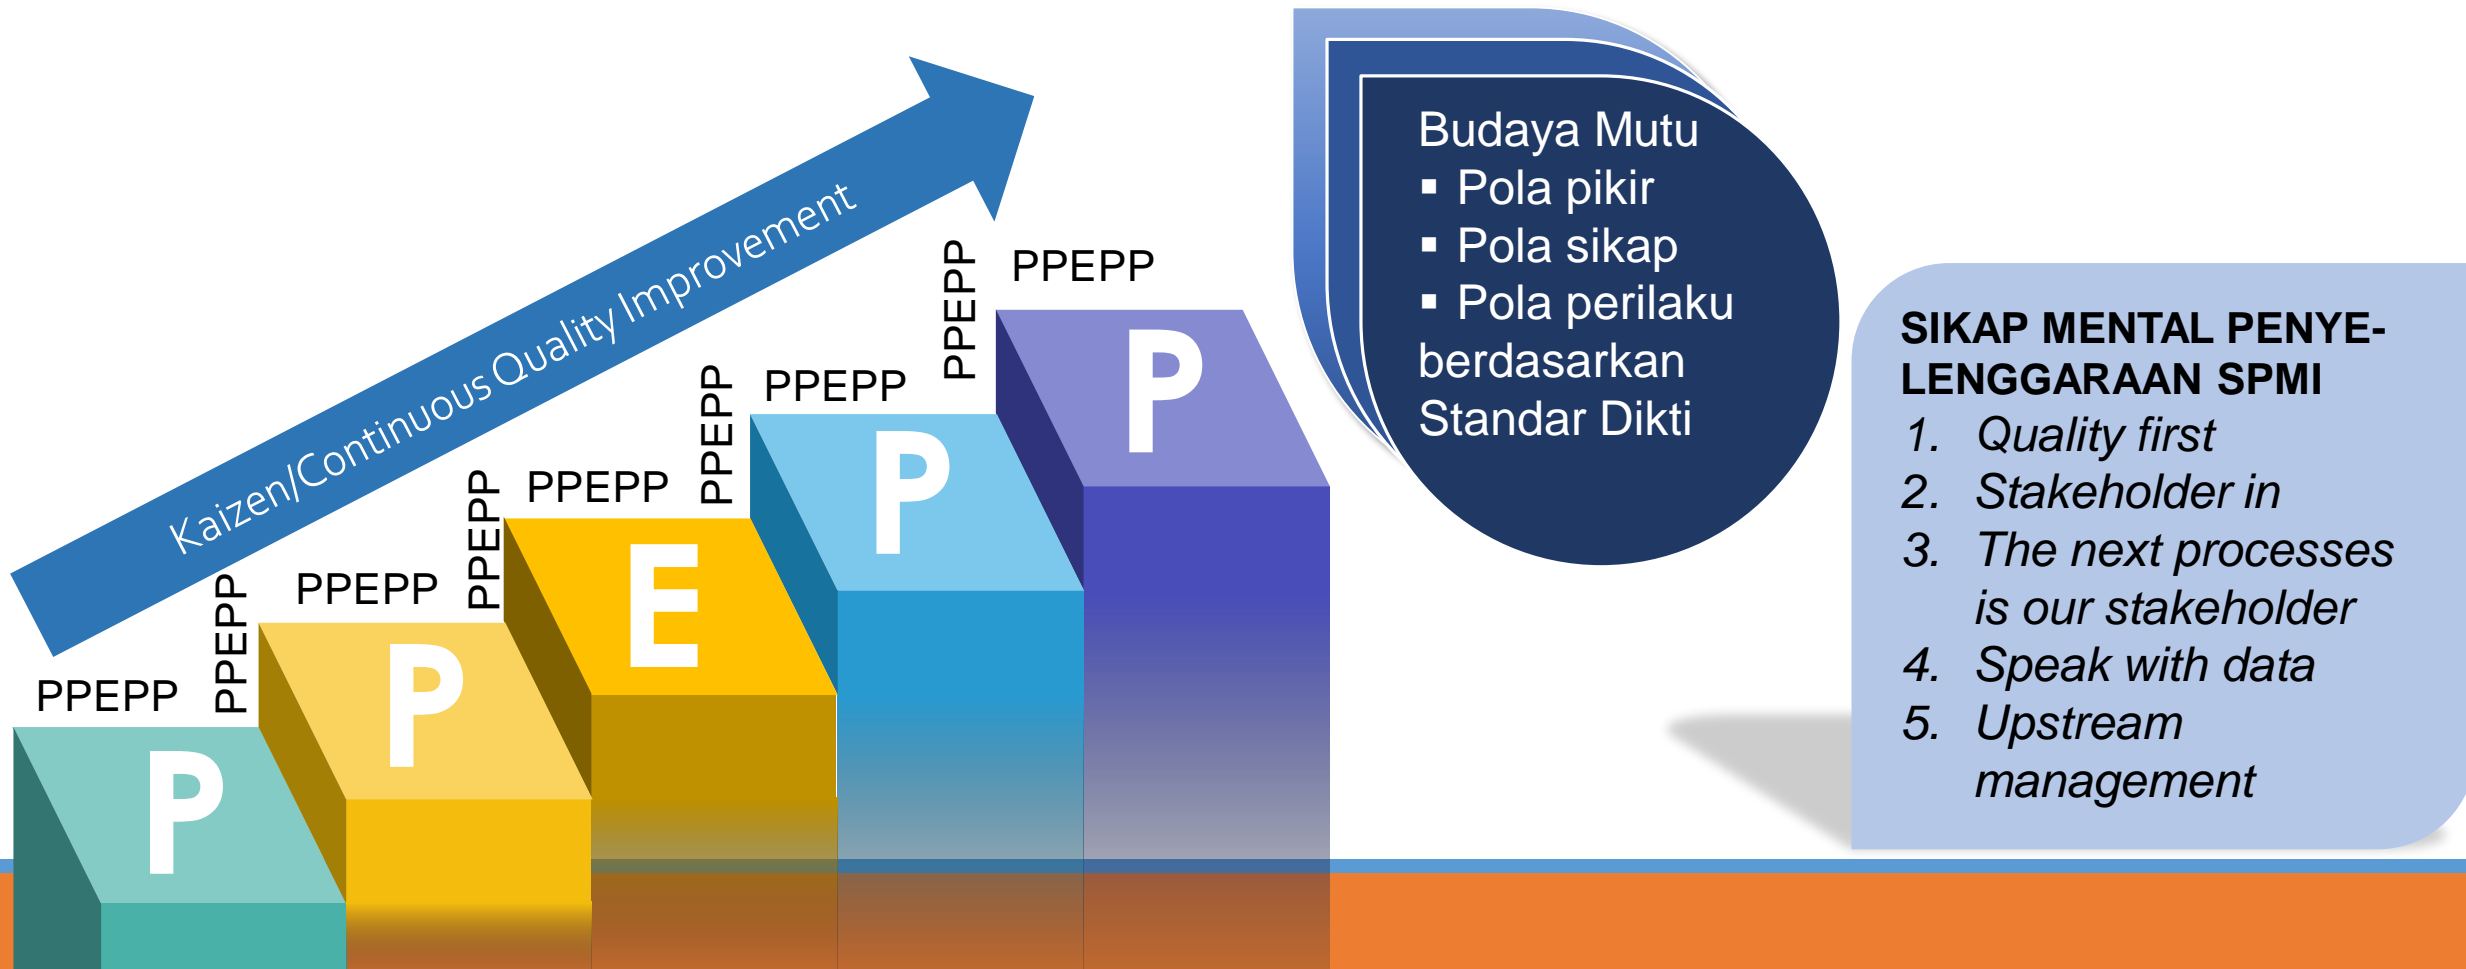 Kaizen/Continuous Quality Improvement
PPEPP
PPEPP
PPEPP
PPEPP
PPEPP
PPEPP
PPEPP
PPEPP
PPEPP
P
P
E
P
P
Budaya Mutu
▪ Pola pikir
▪ Pola sikap
▪ Pola perilaku
berdasarkan
Standar Dikti
SIKAP MENTAL PENYE-
LENGGARAAN SPMI
1. Quality first
2. Stakeholder in
3. The next processes
is our stakeholder
4. Speak with data
5. Upstream
management